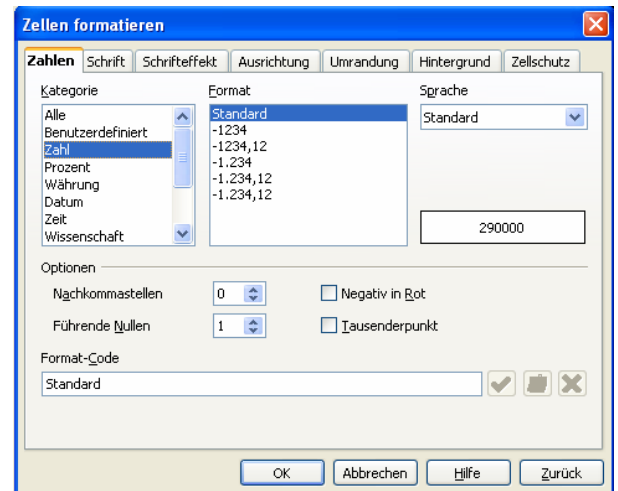 Zellen formatieren
Zahlen Schrift Schrifteffekt Ausrichtung Umrandung Hintergrund Zellschutz
Kategorie
Alle
Benutzerdefiniert
Zahl
Prozent
Währung
Datum
Zeit
Wissenschaft
Format
Standard
-1234
-1234,12
-1.234
-1.234,12
-1.234,12
Sprache
Standard
290000
Optionen
Nachkommastellen 0 Negativ in Rot
Führende Nullen 1 Tausenderpunkt
Format-Code
Standard
OK Abbrechen Hilfe Zurück